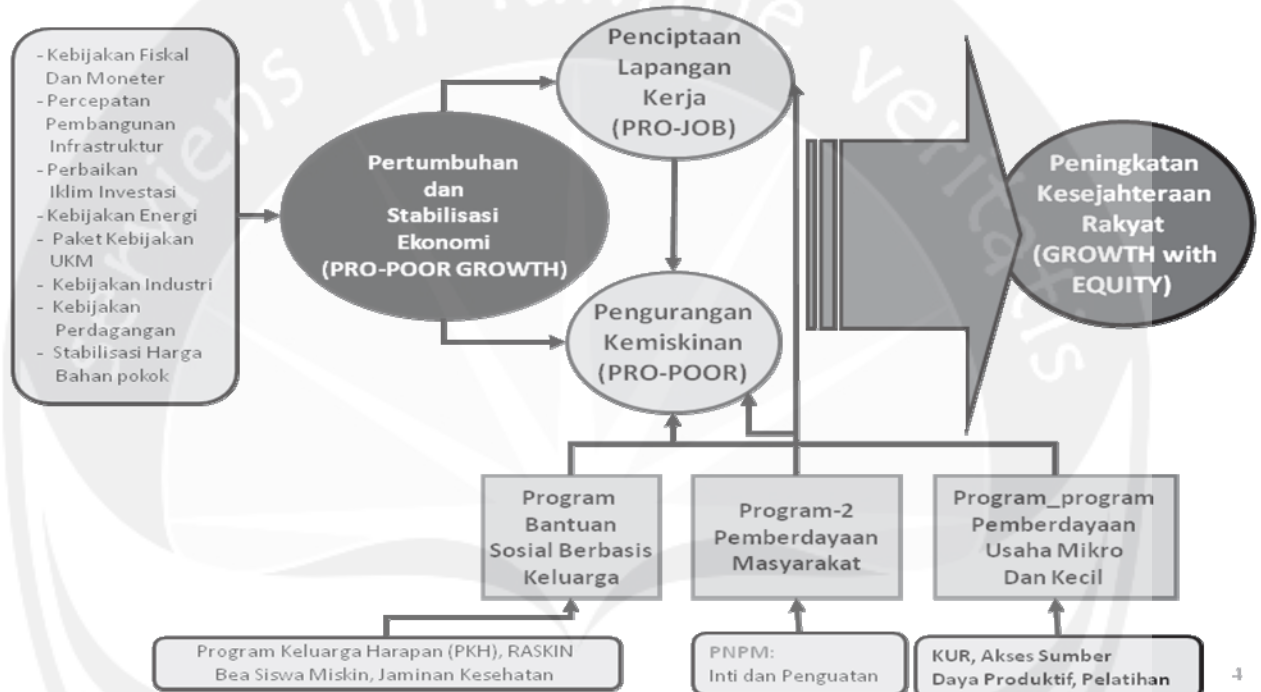 - Kebijakan Fiskal
Dan Moneter
- Percepatan
Pembangunan
Infrastruktur
- Perbaikan
Iklim Investasi
- Kebijakan Energi
- Paket Kebijakan
UKM
- Kebijakan Industri
- Kebijakan
Perdagangan
- Stabilisasi Harga
Bahan pokok
Pertumbuhan
dan
Stabilisasi
Ekonomi
(PRO-POOR GROWTH)
Penciptaan
Lapangan
Kerja
(PRO-JOB)
Pengurangan
Kemiskinan
(PRO-POOR)
Peningkatan
Kesejahteraan
Rakyat
(GROWTH with
EQUITY)
Program
Bantuan
Sosial Berbasis
Keluarga
Program-2
Pemberdayaan
Masyarakat
Program_program
Pemberdayaan
Usaha Mikro
Dan Kecil
Program Keluarga Harapan (PKH), RASKIN
Bea Siswa Miskin, Jaminan Kesehatan
PNPM:
Inti dan Penguatan
KUR, Akses Sumber
Daya Produktif, Pelatihan
4